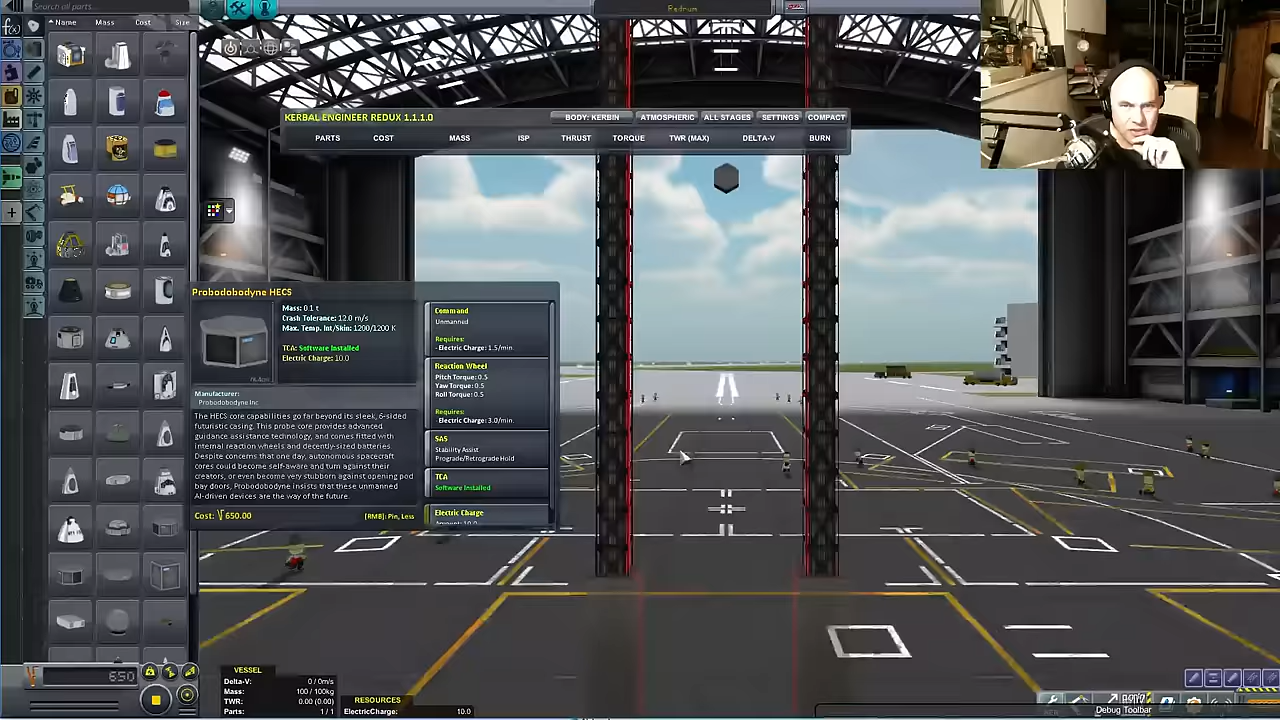 Search all parts
Name Mass Cost Size
Redrum
KERBAL ENGINEER REDUX 1.1.1.0
BODY: KERBIN ATMOSPHERIC ALL STAGES SETTINGS COMPACT
PARTS COST MASS ISP THRUST TORQUE TWR (MAX) DELTA-V BURN
Probodobodyne HECS
Mass: 0.1 t
Crash Tolerance: 12.0 m/s
Max. Temp. Int/Skin: 1200/1200 K
TCA: Software Installed
Electric Charge: 10.0
Manufacturer:
Probodobodyne Inc
The HECS core capabilities go far beyond its sleek, 6-sided
futuristic casing. This probe core provides advanced
guidance assistance technology, and comes fitted with
internal reaction wheels and decently-sized batteries.
Despite concerns that one day, autonomous spacecraft
cores could become self-aware and turn against their
creators, or even become very stubborn against opening pod
bay doors, Probodobodyne insists that these unmanned
AI-driven devices are the way of the future.
Cost: 650.00 [RMB]: Pin, Less
Command
Unmanned
Requires:
- Electric Charge: 1.5/min.
Reaction Wheel
Pitch Torque: 0.5
Yaw Torque: 0.5
Roll Torque: 0.5
Requires:
- Electric Charge: 3.0/min.
SAS
Stability Assist
Prograde/Retrograde Hold
TCA
Software Installed
Electric Charge
Amount: 10.0
650
VESSEL
Delta-V: 0 / 0m/s
Mass: 100 / 100kg
TWR: 0.00 (0.00)
Parts: 1 / 1
RESOURCES
ElectricCharge: 10.0
Debug Toolbar